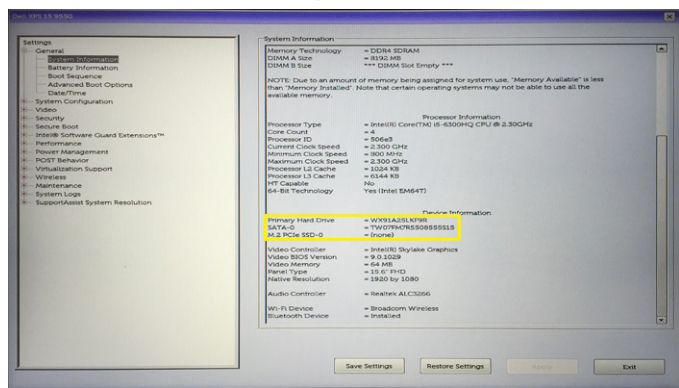 Dell XPS 15 9550
Settings
General
System Information
Battery Information
Boot Sequence
Advanced Boot Options
Date/Time
System Configuration
Video
Security
Secure Boot
Intel® Software Guard Extensions™
Performance
Power Management
POST Behavior
Virtualization Support
Wireless
Maintenance
System Logs
SupportAssist System Resolution
System Information
Memory Technology = DDR4 SDRAM
DIMM A Size = 8192 MB
DIMM B Size *** DIMM Slot Empty ***
NOTE: Due to an amount of memory being assigned for system use, "Memory Available" is less
than "Memory Installed". Note that certain operating systems may not be able to use all the
available memory.
Processor Information
Processor Type = Intel(R) Core(TM) i5-6300HQ CPU @ 2.30GHz
Core Count = 4
Processor ID = 506e3
Current Clock Speed = 2.300 GHz
Minimum Clock Speed = 800 MHz
Maximum Clock Speed = 2.300 GHz
Processor L2 Cache = 1024 KB
Processor L3 Cache = 6144 KB
HT Capable No
64-Bit Technology Yes (Intel EM64T)
Device Information
Primary Hard Drive =
SATA-0 =
M.2 PCIe SSD-0 = (none)
Video Controller = Intel(R) Skylake Graphics
Video BIOS Version = 9.0.1029
Video Memory = 64 MB
Panel Type = 15.6" FHD
Native Resolution = 1920 by 1080
Audio Controller = Realtek ALC3266
Wi-Fi Device = Broadcom Wireless
Bluetooth Device = Installed
Save Settings Restore Settings Apply Exit